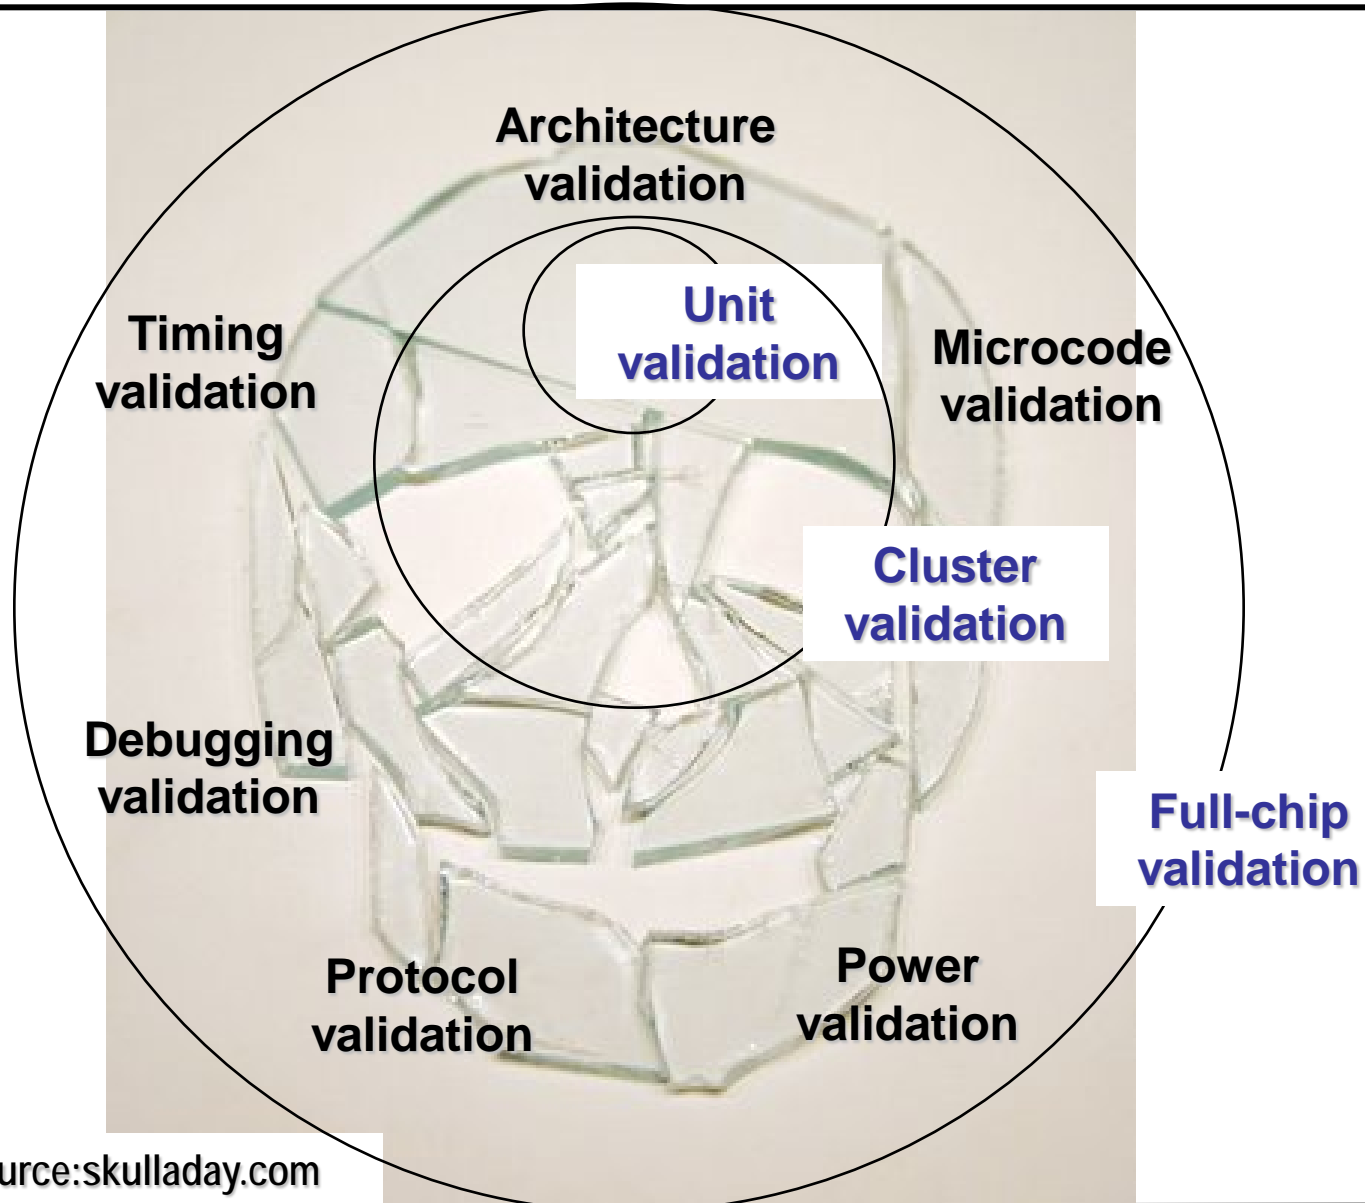 Architecture
validation
Unit
validation
Timing
validation
Microcode
validation
Cluster
validation
Debugging
validation
Full-chip
validation
Protocol
validation
Power
validation
urce:skulladay.com